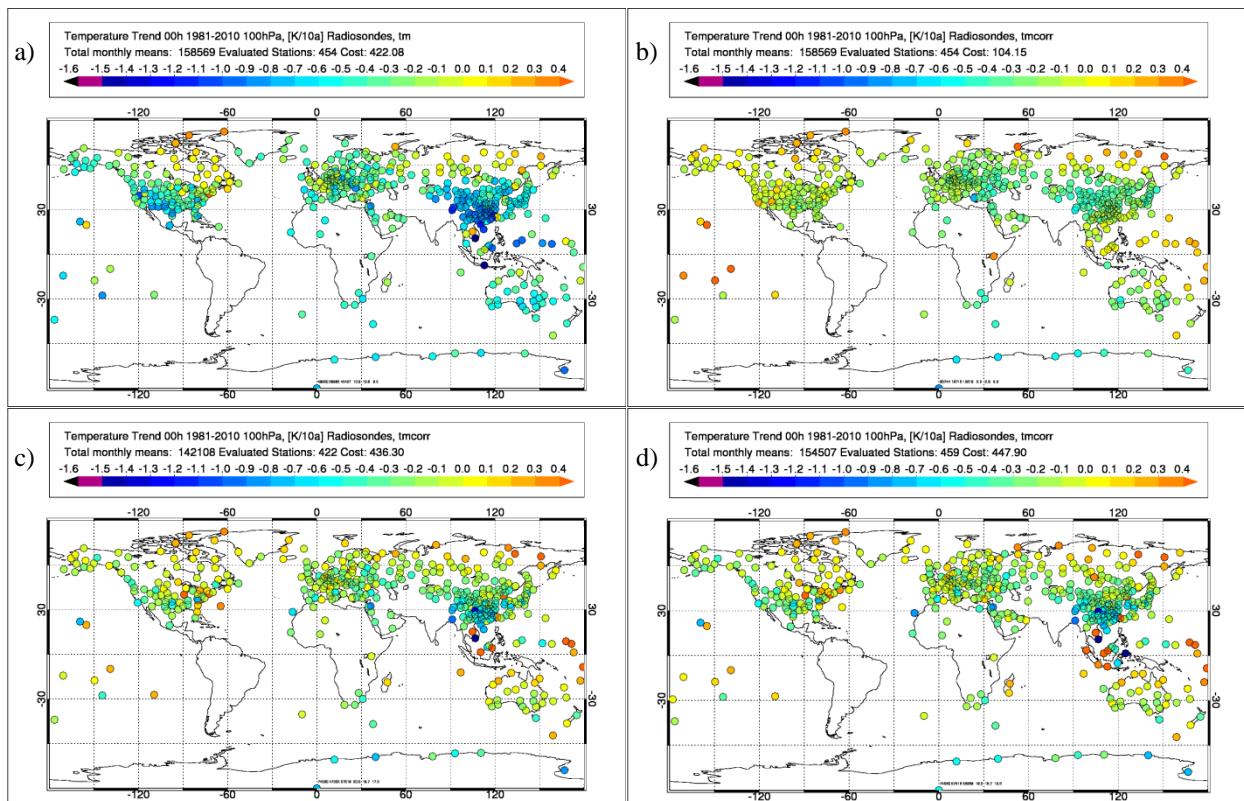 a)
Temperature Trend 00h 1981-2010 100hPa, [K/10a] Radiosondes, tm
Total monthly means: 158569 Evaluated Stations: 454 Cost: 422.08
-1.6 -1.5 -1.4 -1.3 -1.2 -1.1 -1.0 -0.9 -0.8 -0.7 -0.6 -0.5 -0.4 -0.3 -0.2 -0.1 0.0 0.1 0.2 0.3 0.4
-120 -60 0 60 120
30 30
-30 -30
-120 -60 0 60 120
b)
Temperature Trend 00h 1981-2010 100hPa, [K/10a] Radiosondes, tmcorr
Total monthly means: 158569 Evaluated Stations: 454 Cost: 104.15
-1.6 -1.5 -1.4 -1.3 -1.2 -1.1 -1.0 -0.9 -0.8 -0.7 -0.6 -0.5 -0.4 -0.3 -0.2 -0.1 0.0 0.1 0.2 0.3 0.4
-120 -60 0 60 120
30 30
-30 -30
-120 -60 0 60 120
c)
Temperature Trend 00h 1981-2010 100hPa, [K/10a] Radiosondes, tmcorr
Total monthly means: 142108 Evaluated Stations: 422 Cost: 436.30
-1.6 -1.5 -1.4 -1.3 -1.2 -1.1 -1.0 -0.9 -0.8 -0.7 -0.6 -0.5 -0.4 -0.3 -0.2 -0.1 0.0 0.1 0.2 0.3 0.4
-120 -60 0 60 120
30 30
-30 -30
-120 -60 0 60 120
d)
Temperature Trend 00h 1981-2010 100hPa, [K/10a] Radiosondes, tmcorr
Total monthly means: 154507 Evaluated Stations: 459 Cost: 447.90
-1.6 -1.5 -1.4 -1.3 -1.2 -1.1 -1.0 -0.9 -0.8 -0.7 -0.6 -0.5 -0.4 -0.3 -0.2 -0.1 0.0 0.1 0.2 0.3 0.4
-120 -60 0 60 120
30 30
-30 -30
-120 -60 0 60 120